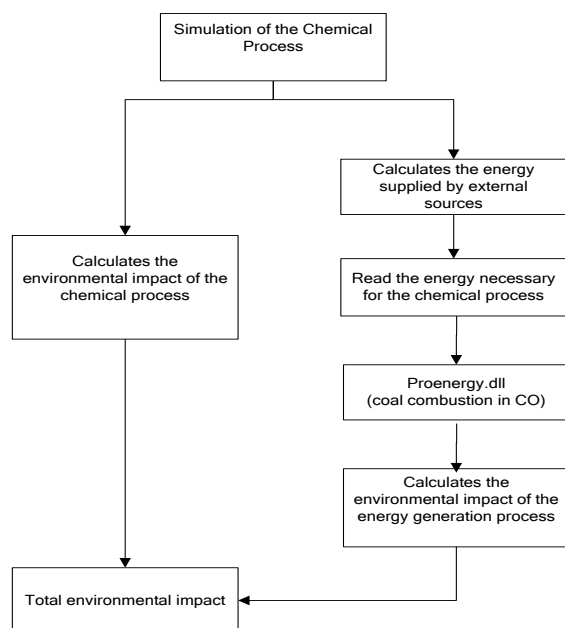 Simulation of the Chemical
Process
Calculates the energy
supplied by external
sources
Calculates the
environmental impact of the
chemical process
Read the energy necessary
for the chemical process
Proenergy.dll
(coal combustion in CO)
Calculates the
environmental impact of the
energy generation process
Total environmental impact